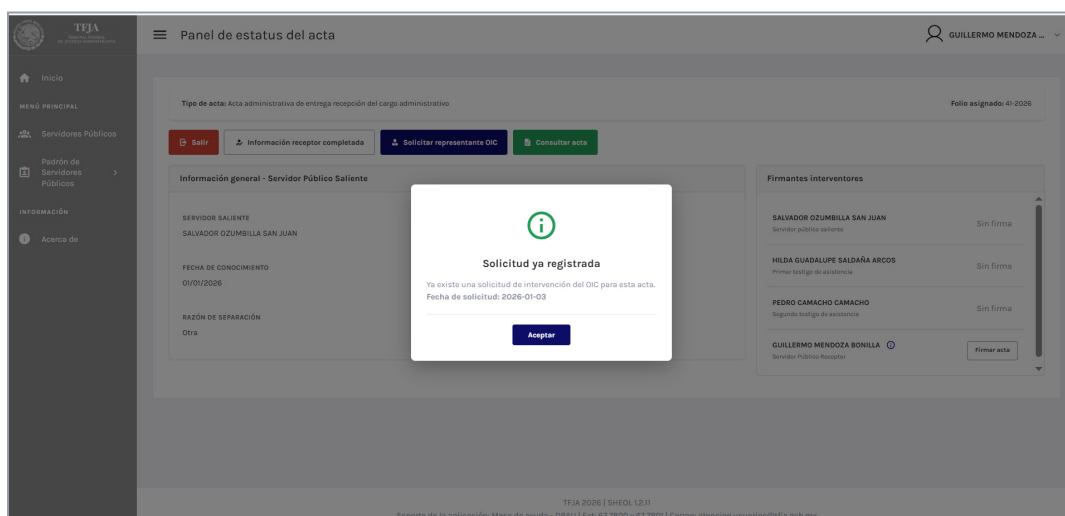 TFJA
TRIBUNAL FEDERAL
DE JUSTICIA ADMINISTRATIVA
Panel de estatus del acta
GUILLERMO MENDOZA ...
Inicio
MENÚ PRINCIPAL
Servidores Públicos
Padrón de
Servidores
Públicos
INFORMACIÓN
Acerca de
Tipo de acta: Acta administrativa de entrega recepción del cargo administrativo
Folio asignado: 41-2026
Salir
Información receptor completada
Solicitar representante OIC
Consultar acta
Información general - Servidor Público Saliente
SERVIDOR SALIENTE
SALVADOR OZUMBILLA SAN JUAN
FECHA DE CONOCIMIENTO
01/01/2026
RAZÓN DE SEPARACIÓN
Otra
Solicitud ya registrada
Ya existe una solicitud de intervención del OIC para esta acta.
Fecha de solicitud: 2026-01-03
Aceptar
Firmantes interventores
SALVADOR OZUMBILLA SAN JUAN
Servidor público saliente
Sin firma
HILDA GUADALUPE SALDAÑA ARCOS
Primer testigo de asistencia
Sin firma
PEDRO CAMACHO CAMACHO
Segundo testigo de asistencia
Sin firma
GUILLERMO MENDOZA BONILLA
Servidor Público Receptor
Firmar acta
TFJA 2026 | SHEOL 1.2.11